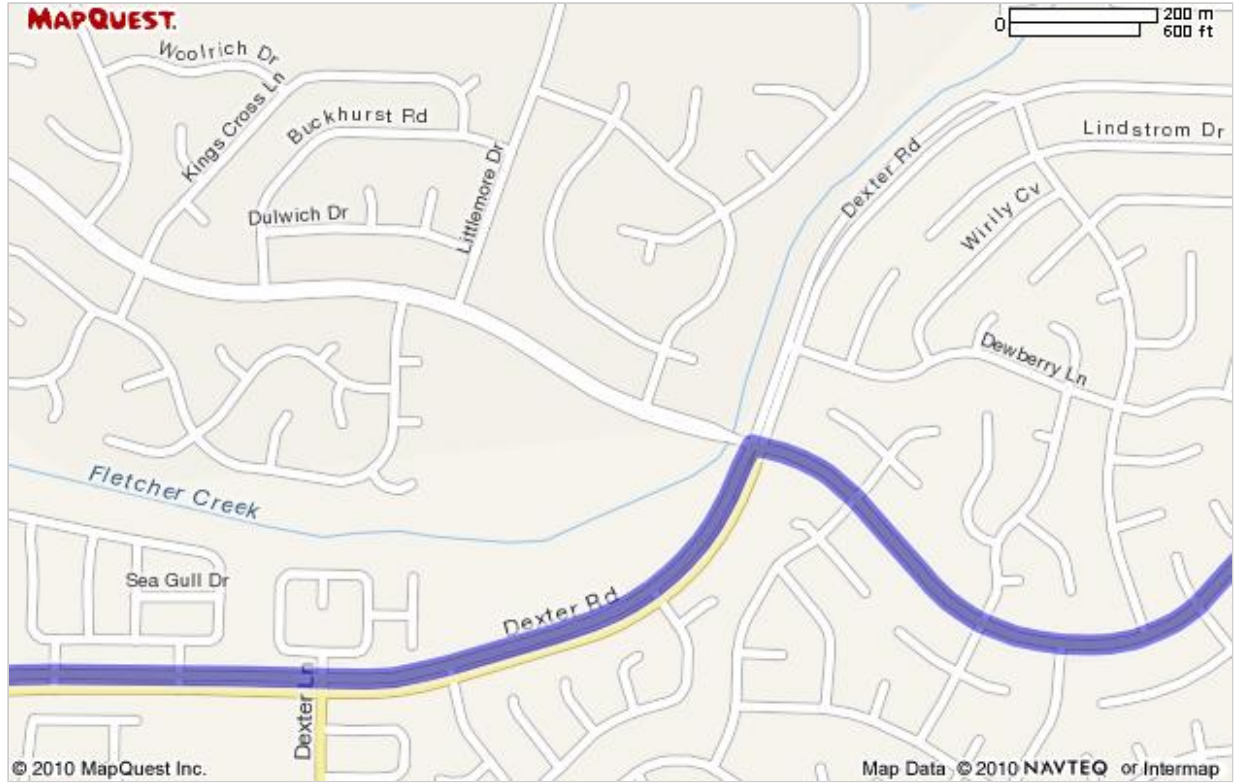 MAPQUEST.
0
200 m
600 ft
Woolrich Dr
Kings Cross Ln
Buckhurst Rd
Littlemore Dr
Dulwich Dr
Dexter Rd
Lindstrom Dr
Wirily Cv
Dewberry Ln
Fletcher Creek
Sea Gull Dr
Dexter Rd
Dexter Ln
© 2010 MapQuest Inc.
Map Data © 2010 NAVTEQ or Intermap